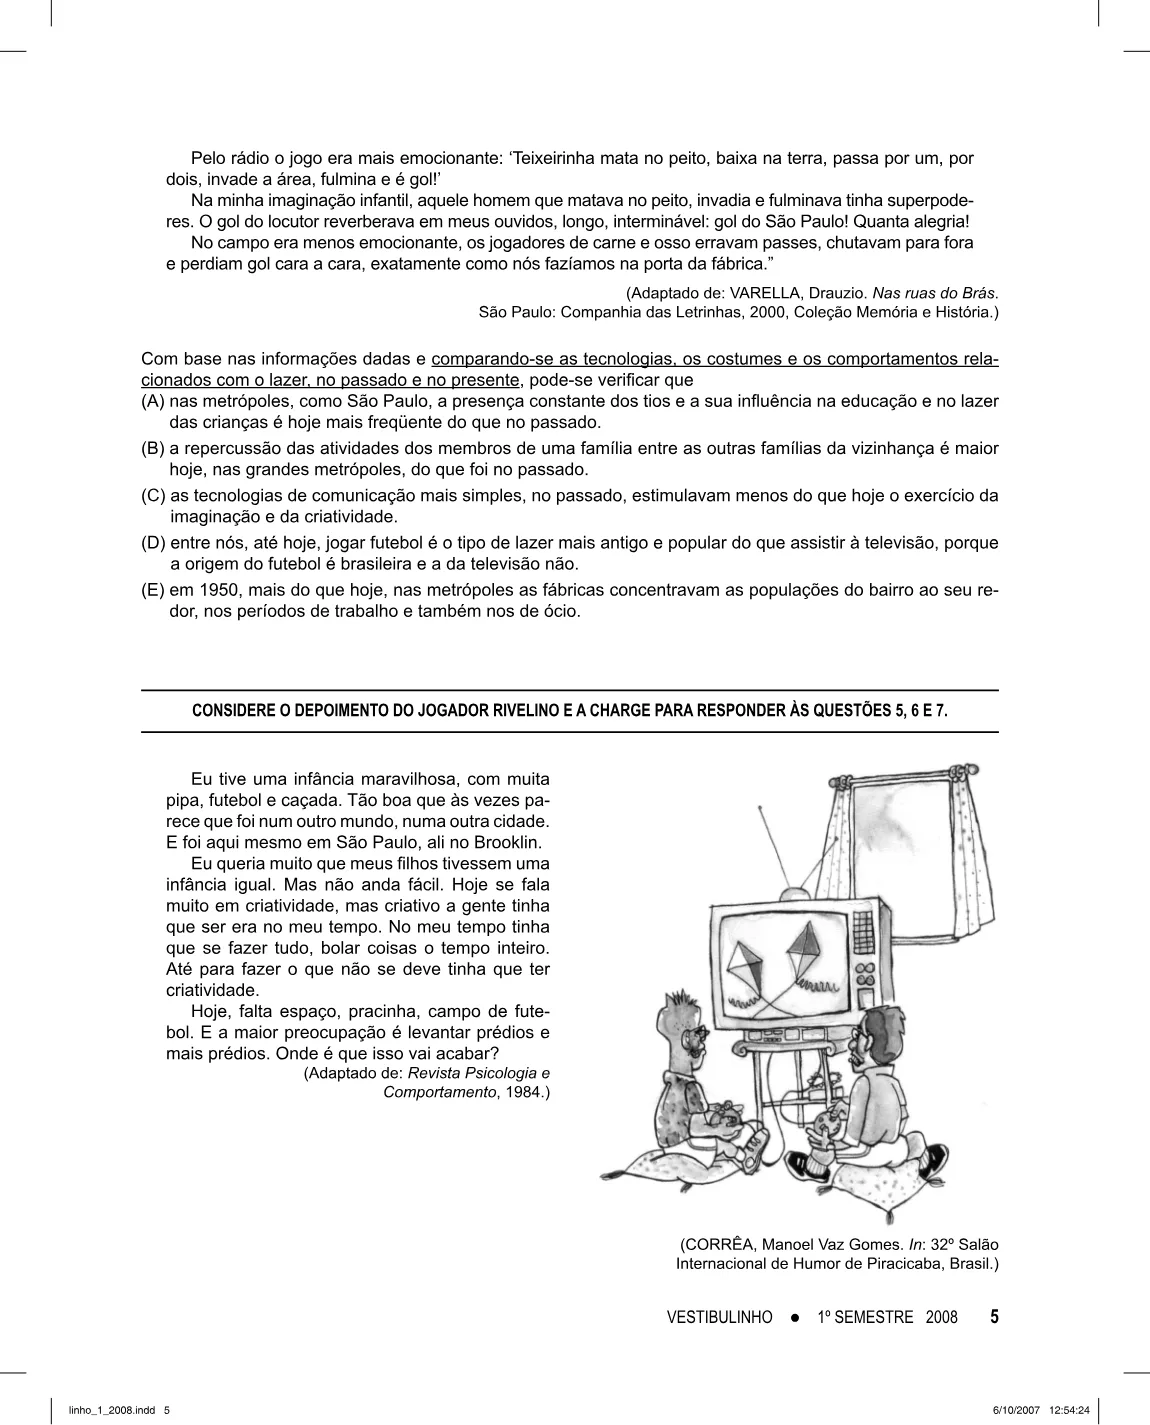 Pelo rádio o jogo era mais emocionante: ‘Teixeirinha mata no peito, baixa na terra, passa por um, por
dois, invade a área, fulmina e é gol!’
Na minha imaginação infantil, aquele homem que matava no peito, invadia e fulminava tinha superpode-
res. O gol do locutor reverberava em meus ouvidos, longo, interminável: gol do São Paulo! Quanta alegria!
No campo era menos emocionante, os jogadores de carne e osso erravam passes, chutavam para fora
e perdiam gol cara a cara, exatamente como nós fazíamos na porta da fábrica.”
(Adaptado de: VARELLA, Drauzio. Nas ruas do Brás.
São Paulo: Companhia das Letrinhas, 2000, Coleção Memória e História.)
Com base nas informações dadas e comparando-se as tecnologias, os costumes e os comportamentos rela-
cionados com o lazer, no passado e no presente, pode-se verificar que
(A) nas metrópoles, como São Paulo, a presença constante dos tios e a sua influência na educação e no lazer
das crianças é hoje mais freqüente do que no passado.
(B) a repercussão das atividades dos membros de uma família entre as outras famílias da vizinhança é maior
hoje, nas grandes metrópoles, do que foi no passado.
(C) as tecnologias de comunicação mais simples, no passado, estimulavam menos do que hoje o exercício da
imaginação e da criatividade.
(D) entre nós, até hoje, jogar futebol é o tipo de lazer mais antigo e popular do que assistir à televisão, porque
a origem do futebol é brasileira e a da televisão não.
(E) em 1950, mais do que hoje, nas metrópoles as fábricas concentravam as populações do bairro ao seu re-
dor, nos períodos de trabalho e também nos de ócio.
CONSIDERE O DEPOIMENTO DO JOGADOR RIVELINO E A CHARGE PARA RESPONDER ÀS QUESTÕES 5, 6 E 7.
Eu tive uma infância maravilhosa, com muita
pipa, futebol e caçada. Tão boa que às vezes pa-
rece que foi num outro mundo, numa outra cidade.
E foi aqui mesmo em São Paulo, ali no Brooklin.
Eu queria muito que meus filhos tivessem uma
infância igual. Mas não anda fácil. Hoje se fala
muito em criatividade, mas criativo a gente tinha
que ser era no meu tempo. No meu tempo tinha
que se fazer tudo, bolar coisas o tempo inteiro.
Até para fazer o que não se deve tinha que ter
criatividade.
Hoje, falta espaço, pracinha, campo de fute-
bol. E a maior preocupação é levantar prédios e
mais prédios. Onde é que isso vai acabar?
(Adaptado de: Revista Psicologia e
Comportamento, 1984.)
(CORRÊA, Manoel Vaz Gomes. In: 32º Salão
Internacional de Humor de Piracicaba, Brasil.)
VESTIBULINHO ● 1º SEMESTRE 2008 5
linho_1_2008.indd 5 6/10/2007 12:54:24